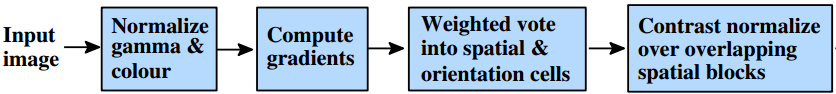 Input
image
Normalize
gamma &
colour
Compute
gradients
Weighted vote
into spatial &
orientation cells
Contrast normalize
over overlapping
spatial blocks